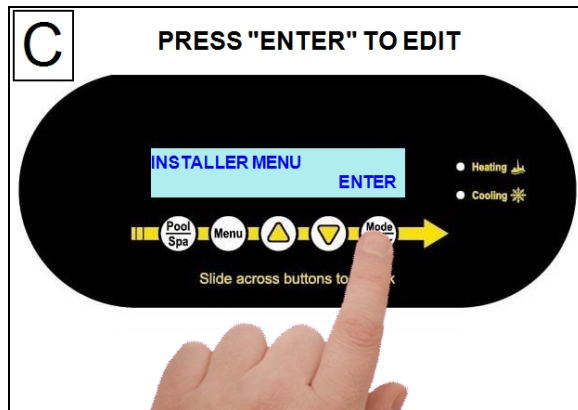 C
PRESS "ENTER" TO EDIT
INSTALLER MENU
ENTER
Heating
Cooling
Pool
Spa
Menu
Mode
Slide across buttons to